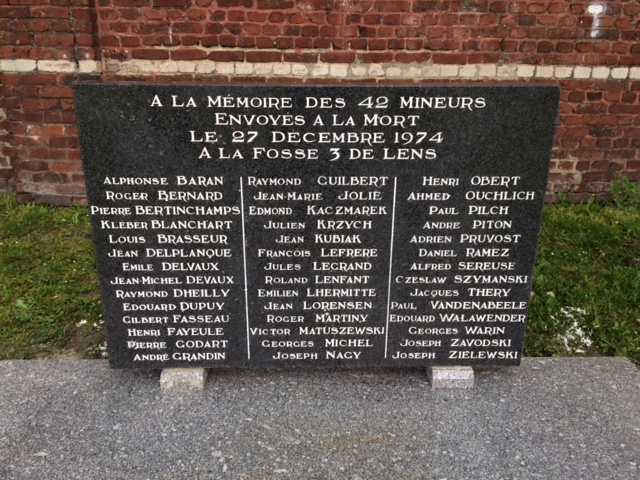 A LA MÉMOIRE DES 42 MINEURS
ENVOYÉS A LA MORT
LE 27 DÉCEMBRE 1974
A LA FOSSE 3 DE LENS
ALPHONSE BARAN
ROGER BERNARD
PIERRE BERTINCHAMPS
KLEBER BLANCHART
LOUIS BRASSEUR
JEAN DELPLANQUE
EMILE DELVAUX
JEAN-MICHEL DEVAUX
RAYMOND DHEILLY
EDOUARD DUPUY
GILBERT FASSEAU
HENRI FAYEULE
PIERRE GODART
ANDRÉ GRANDIN
RAYMOND GUILBERT
JEAN-MARIE JOLIE
EDMOND KACZMAREK
JULIEN KRZYCH
JEAN KUBIAK
FRANÇOIS LEFRERE
JULES LEGRAND
ROLAND LENFANT
EMILIEN LHERMITTE
JEAN LORENSEN
ROGER MARTINY
VICTOR MATUSZEWSKI
GEORGES MICHEL
JOSEPH NAGY
HENRI OBERT
AHMED OUCHLICH
PAUL PILCH
ANDRE PITON
ADRIEN PRUVOST
DANIEL RAMEZ
ALFRED SEREUSE
CZESLAW SZYMANSKI
JACQUES THERY
PAUL VANDENABEELE
EDOUARD WALAWENDER
GEORGES WARIN
JOSEPH ZAVODSKI
JOSEPH ZIELEWSKI